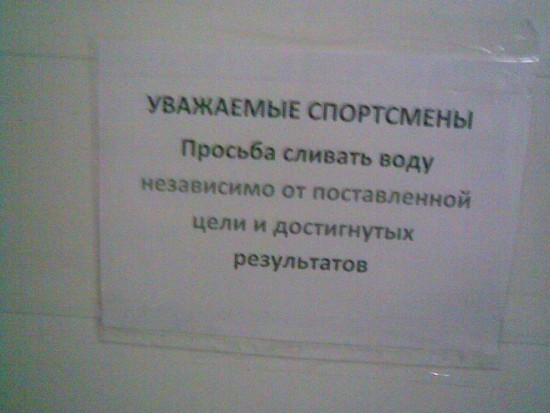 УВАЖАЕМЫЕ СПОРТСМЕНЫ
Просьба сливать воду
независимо от поставленной
цели и достигнутых
результатов